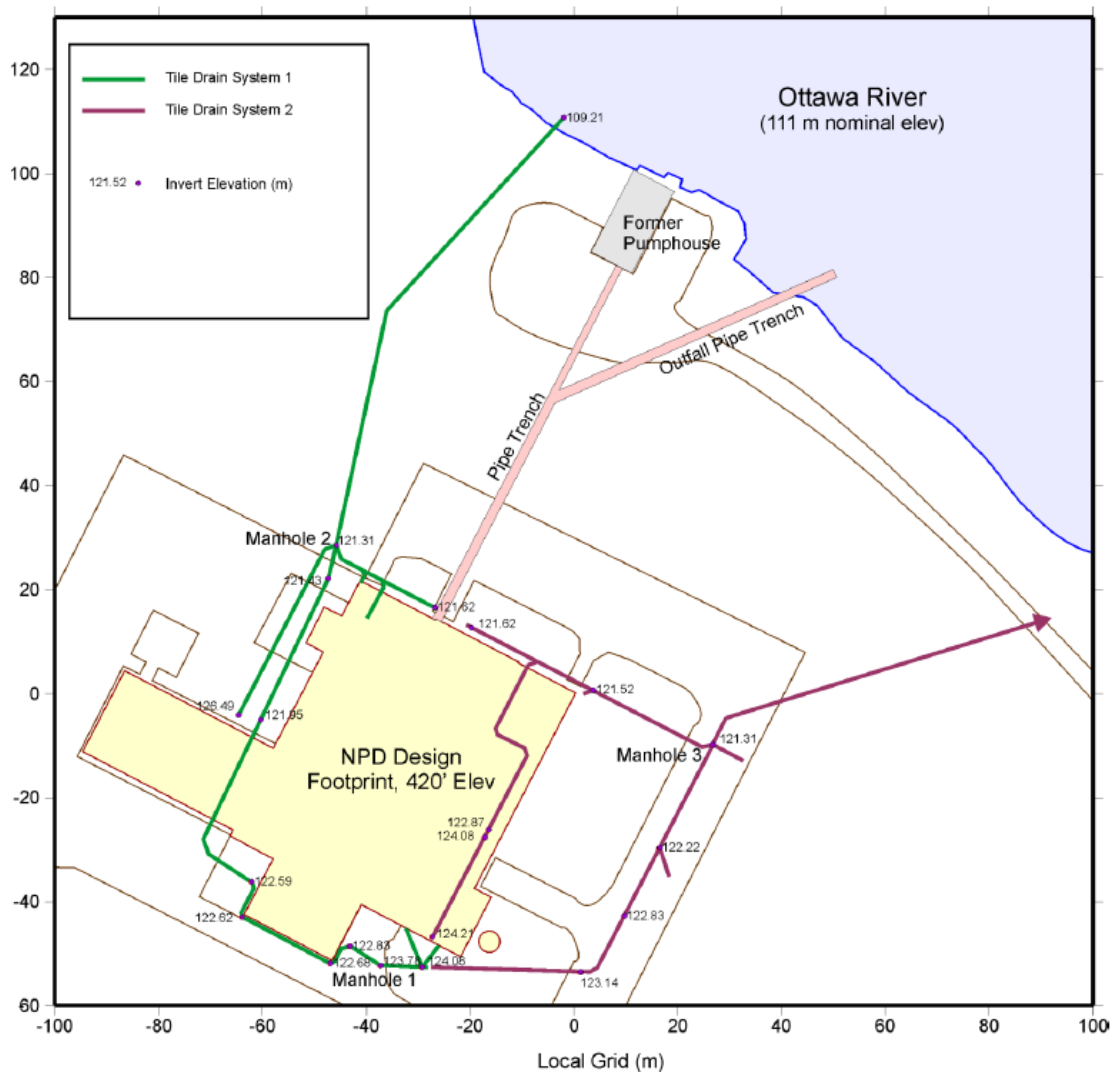 120
100
80
60
40
20
0
-20
-40
60
-100
-80
-60
-40
-20
0
20
40
60
80
100
Local Grid (m)
Tile Drain System 1
Tile Drain System 2
121.52
Invert Elevation (m)
Ottawa River
(111 m nominal elev)
109.21
Former
Pumphouse
Outfall Pipe Trench
Pipe Trench
Manhole 2
121.31
121.43
121.62
121.62
121.52
126.49
121.95
NPD Design
Footprint, 420' Elev
Manhole 3
121.31
122.87
124.08
122.22
122.59
122.62
122.83
124.21
122.83
122.68
123.78
124.08
Manhole 1
123.14